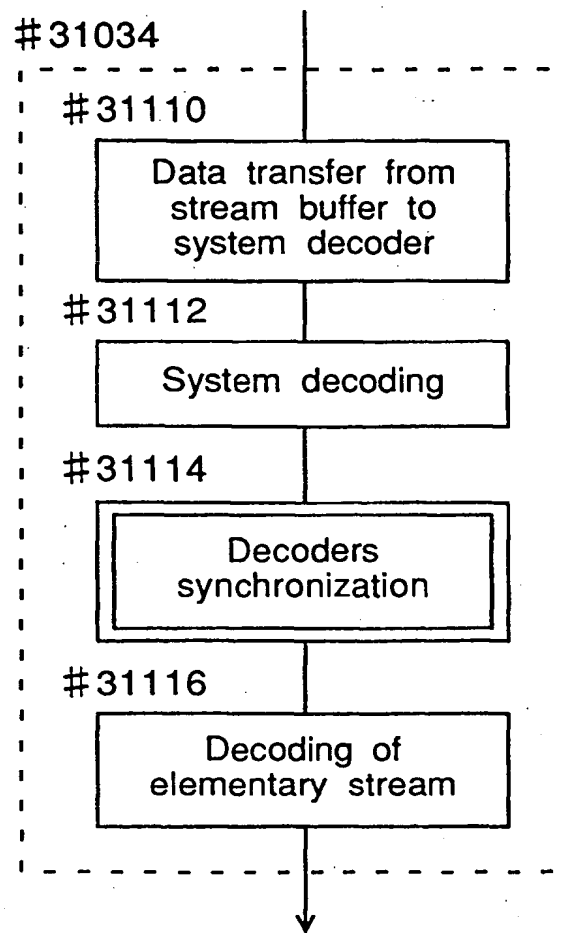 #31034
#31110
Data transfer from
stream buffer to
system decoder
#31112
System decoding
#31114
Decoders
synchronization
#31116
Decoding of
elementary stream